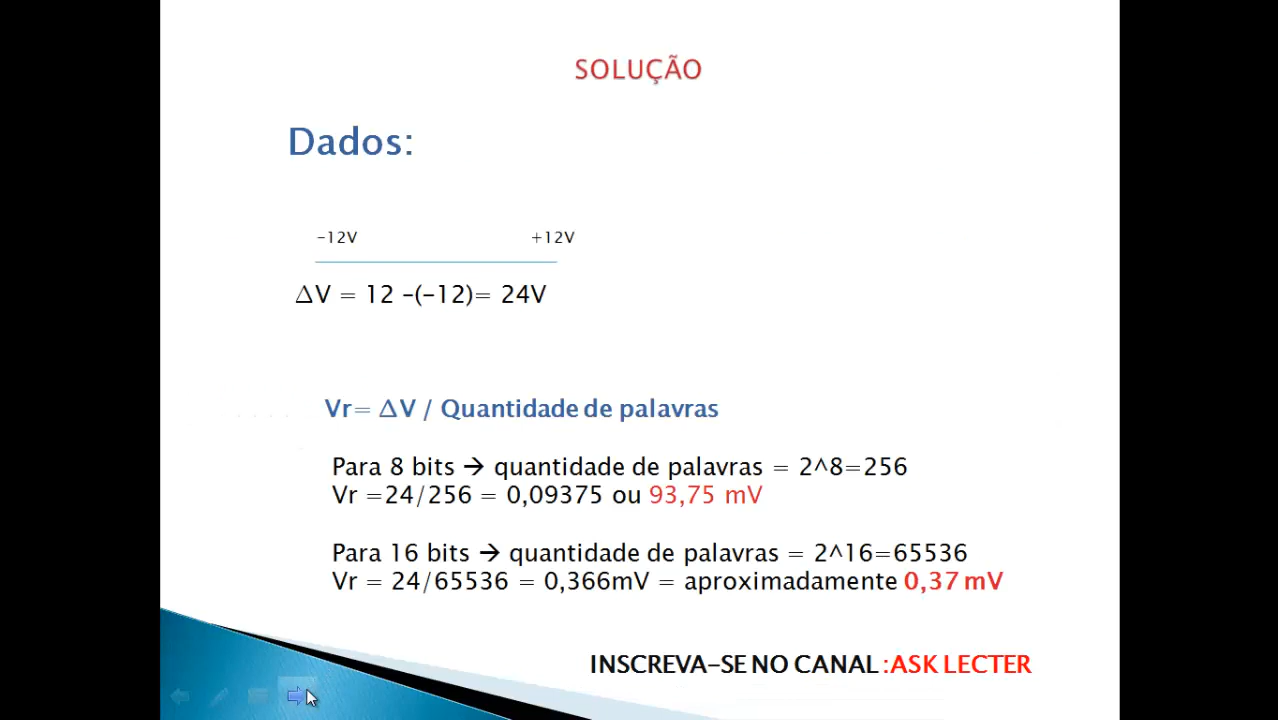 SOLUÇÃO
Dados:
-12V +12V
ΔV = 12 -(-12)= 24V
Vr= ΔV / Quantidade de palavras
Para 8 bits → quantidade de palavras = 2^8=256
Vr =24/256 = 0,09375 ou 93,75 mV
Para 16 bits → quantidade de palavras = 2^16=65536
Vr = 24/65536 = 0,366mV = aproximadamente 0,37 mV
INSCREVA-SE NO CANAL :ASK LECTER